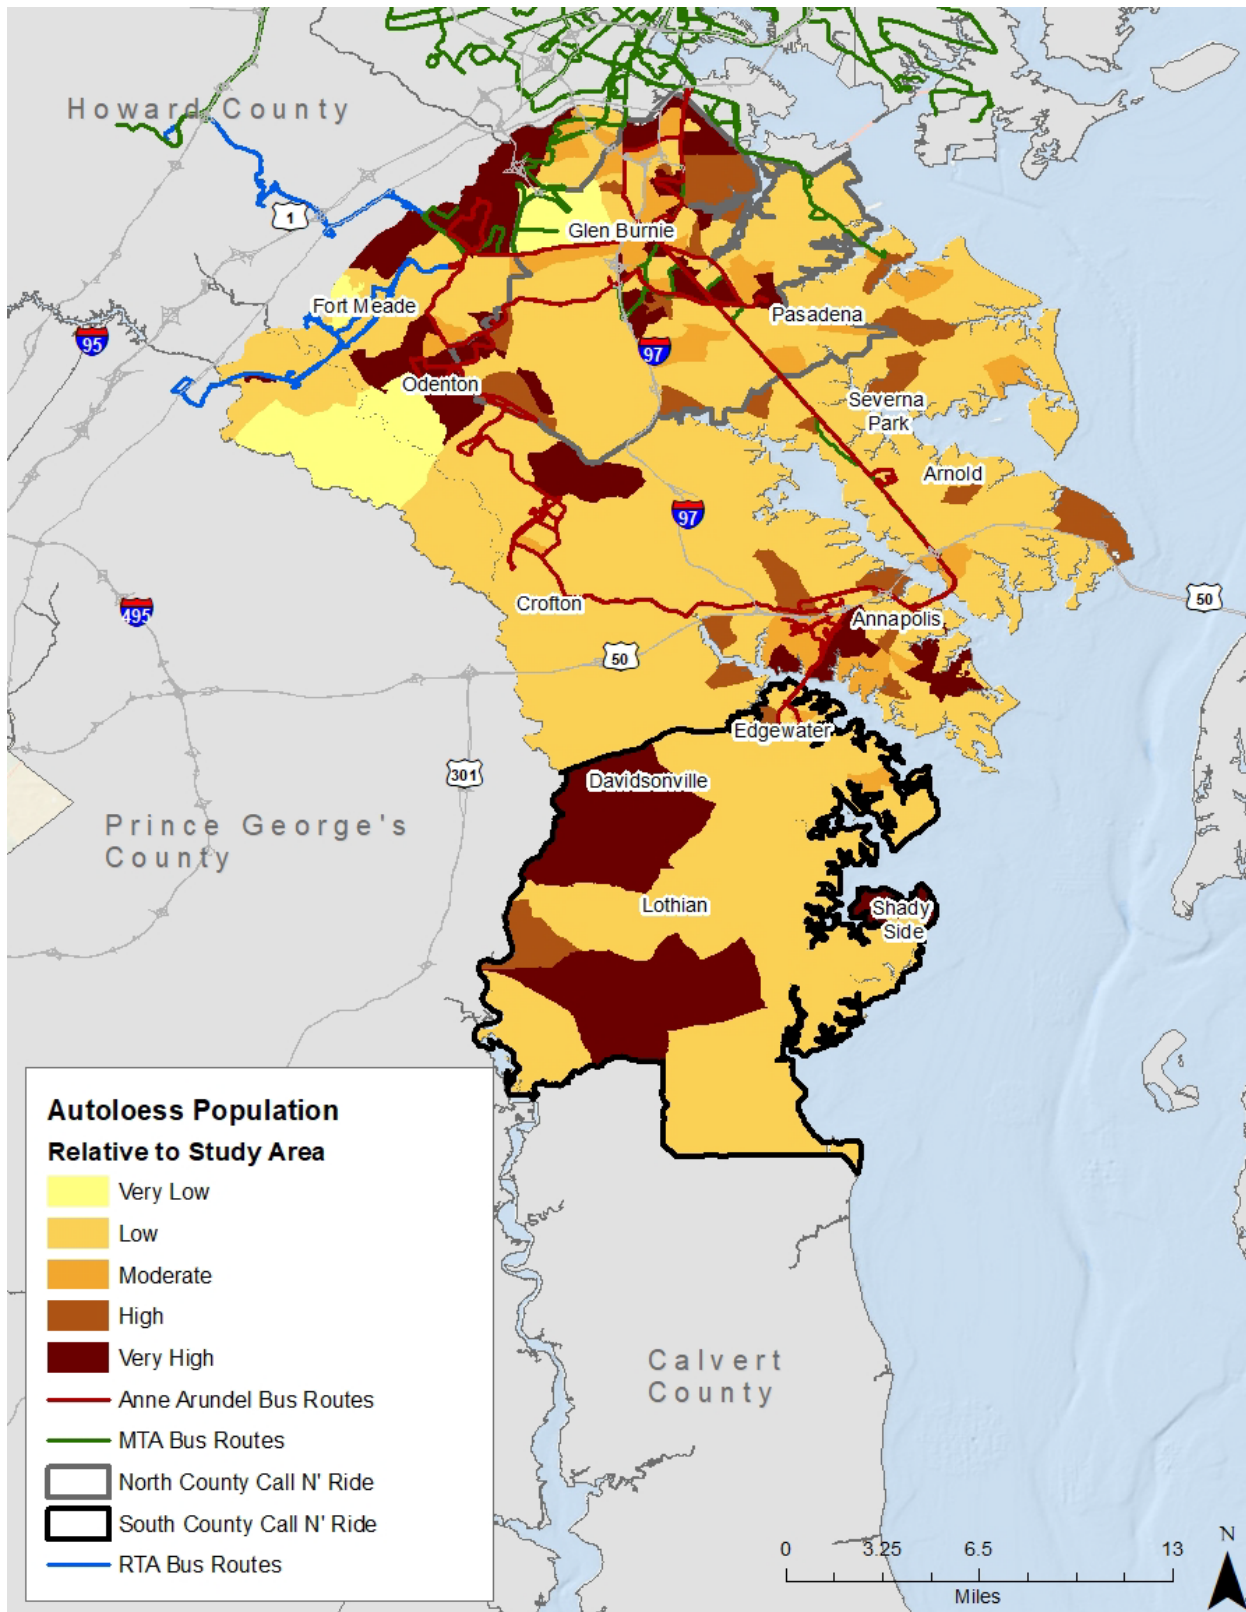 Howard County
1
Glen Burnie
Fort Meade
Pasadena
95
97
Odenton
Severna
Park
Arnold
97
495
Crofton
50
Annapolis
50
Edgewater
301
Davidsonville
Prince George's
County
Lothian
Shady
Side
Autoloess Population
Relative to Study Area
Very Low
Low
Moderate
High
Very High
Anne Arundel Bus Routes
MTA Bus Routes
North County Call N' Ride
South County Call N' Ride
RTA Bus Routes
Calvert
County
N
0 3.25 6.5 13
Miles